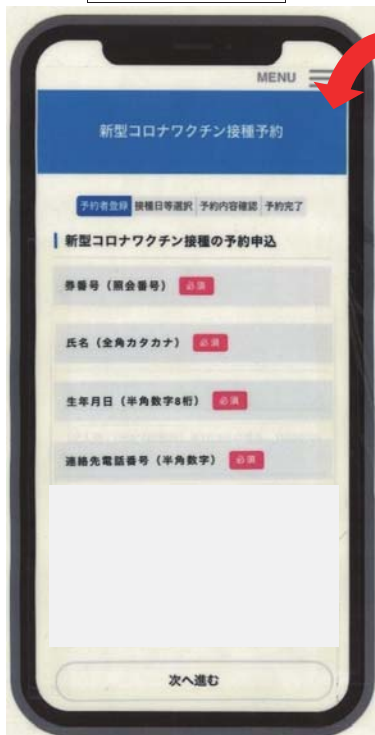 MENU
新型コロナワクチン接種予約
予約者登録 接種日等選択 予約内容確認 予約完了
新型コロナワクチン接種の予約申込
券番号（照会番号） 必須
氏名（全角カタカナ） 必須
生年月日（半角数字8桁） 必須
連絡先電話番号（半角数字） 必須
次へ進む